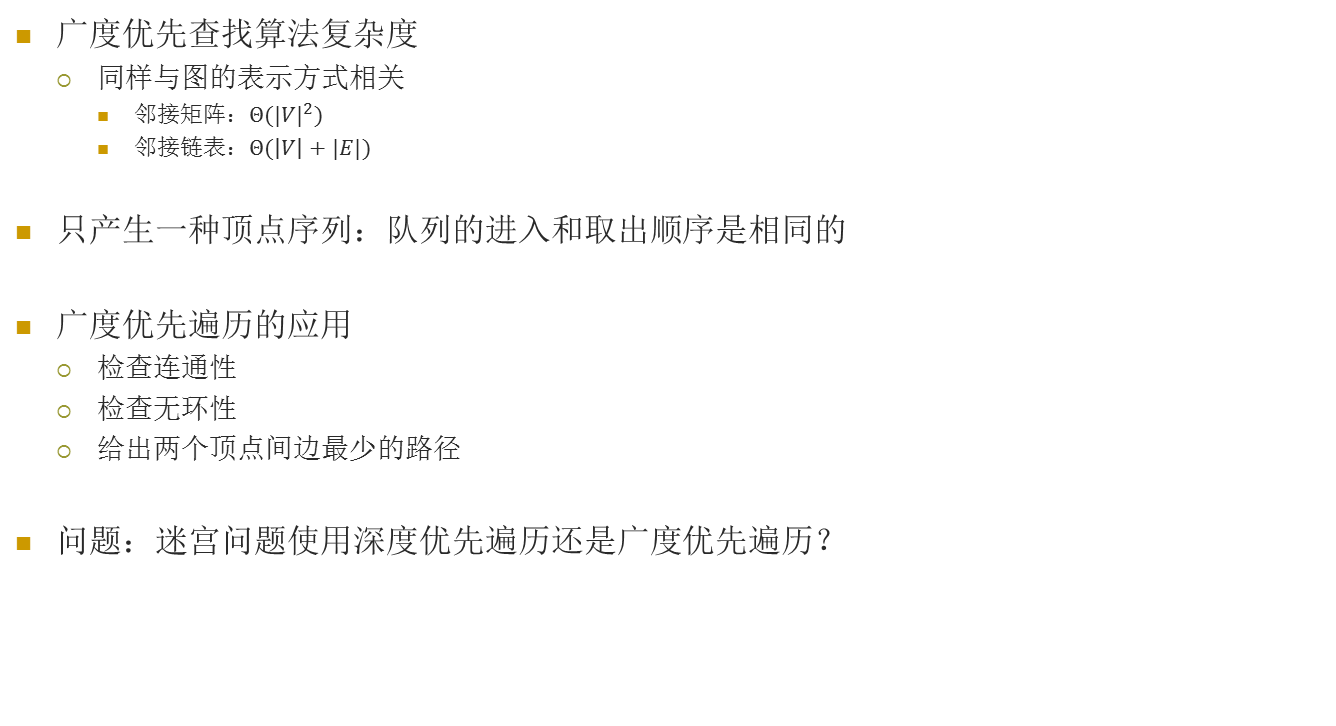 广度优先查找算法复杂度
同样与图的表示方式相关
邻接矩阵：Θ(|V|²)
邻接链表：Θ(|V| + |E|)
只产生一种顶点序列：队列的进入和取出顺序是相同的
广度优先遍历的应用
检查连通性
检查无环性
给出两个顶点间边最少的路径
问题：迷宫问题使用深度优先遍历还是广度优先遍历？